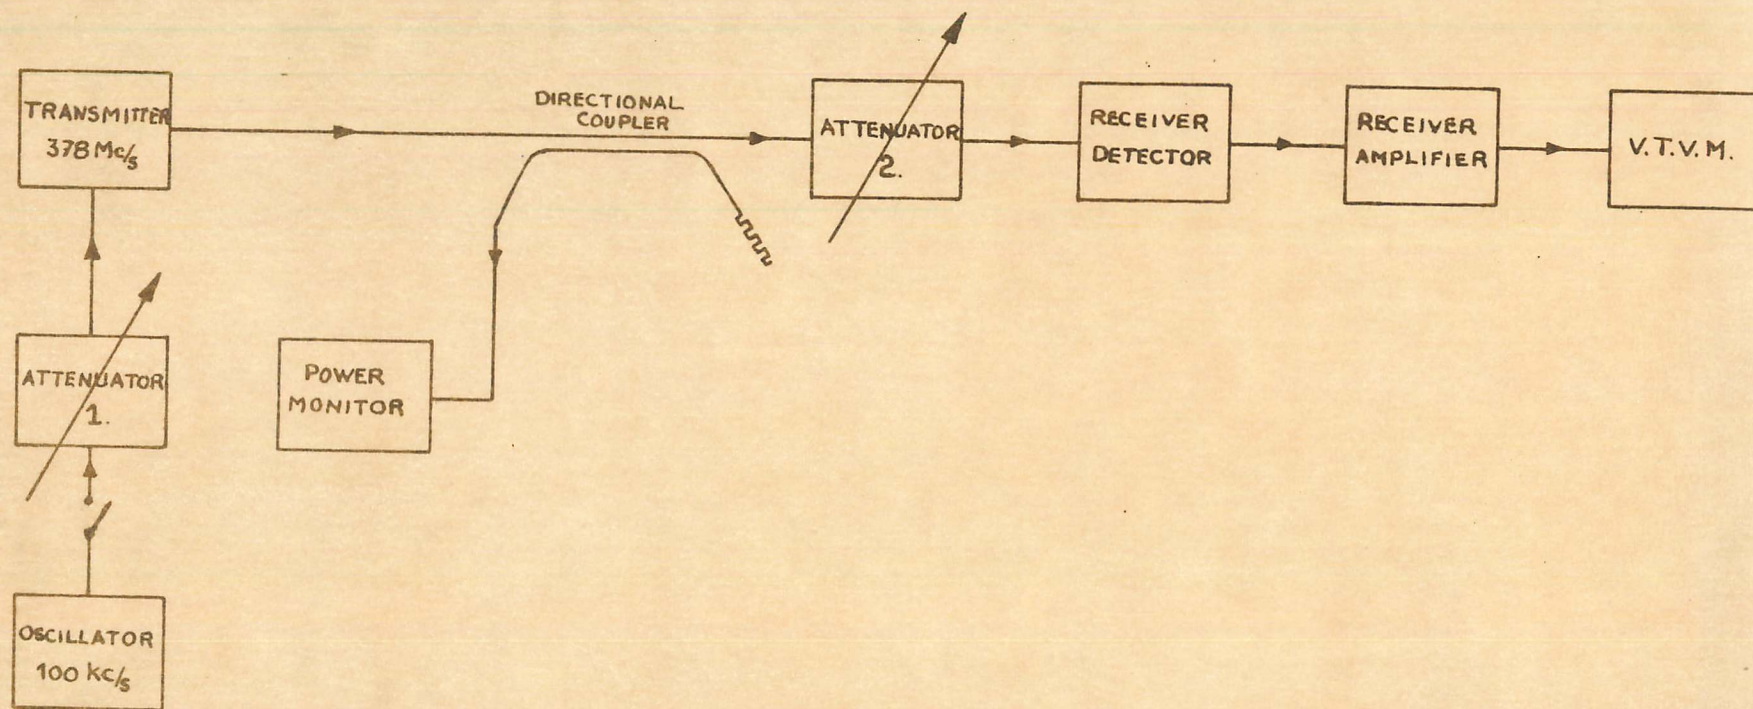 TRANSMITTER
378 Mc/s
DIRECTIONAL
COUPLER
ATTENUATOR
2.
RECEIVER
DETECTOR
RECEIVER
AMPLIFIER
V.T.V.M.
ATTENUATOR
1.
POWER
MONITOR
OSCILLATOR
100 Kc/s